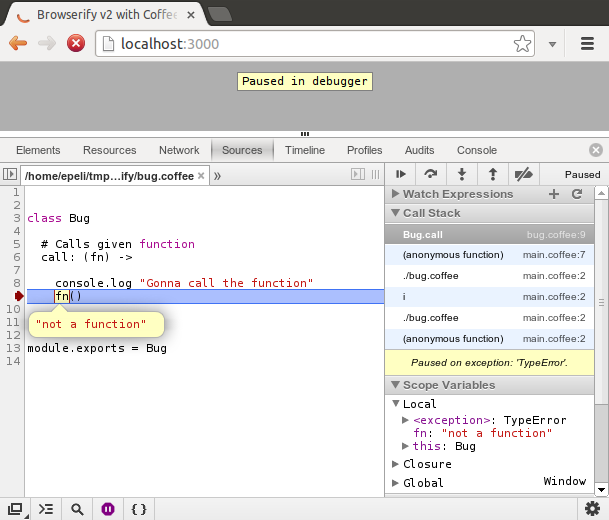 Browserify v2 with Coffee
localhost:3000
Paused in debugger
Elements Resources Network Sources Timeline Profiles Audits Console
/home/epeli/tmp…ify/bug.coffee × » Paused
1
2
3 class Bug
4
5 # Calls given function
6 call: (fn) ->
7
8 console.log "Gonna call the function"
fn()
10
11 "not a function"
12
13 module.exports = Bug
14
Watch Expressions
Call Stack
Bug.call bug.coffee:9
(anonymous function) main.coffee:7
./bug.coffee main.coffee:2
i main.coffee:2
./bug.coffee main.coffee:2
(anonymous function) main.coffee:2
Paused on exception: 'TypeError'.
Scope Variables
Local
<exception>: TypeError
fn: "not a function"
this: Bug
Closure
Global Window
{ }